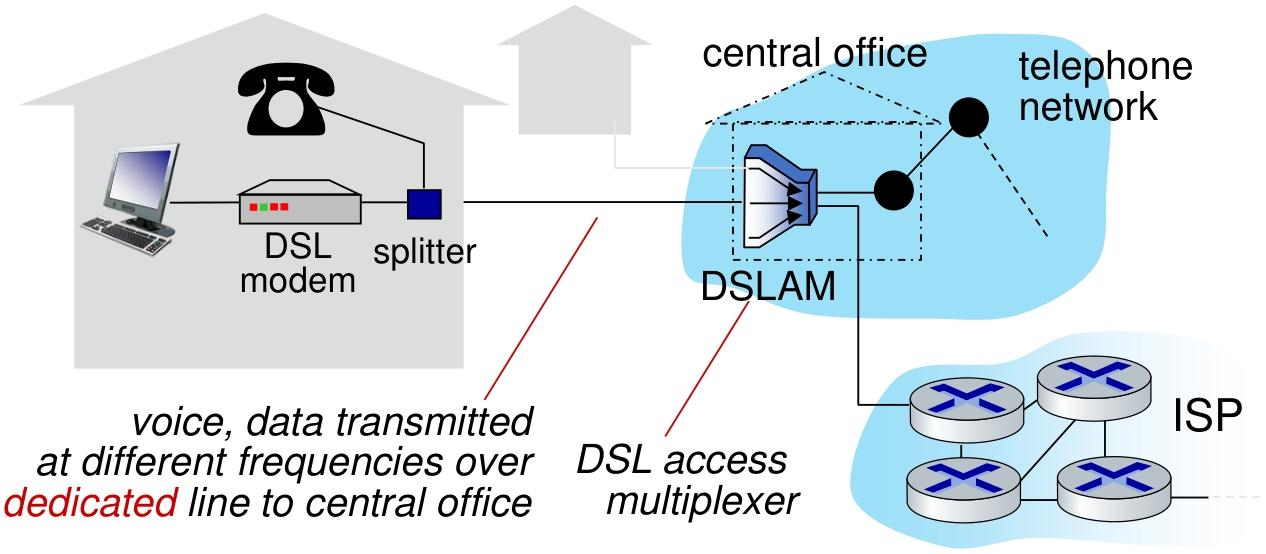 central office
telephone
network
DSL
modem
splitter
DSLAM
voice, data transmitted
at different frequencies over
dedicated line to central office
DSL access
multiplexer
ISP